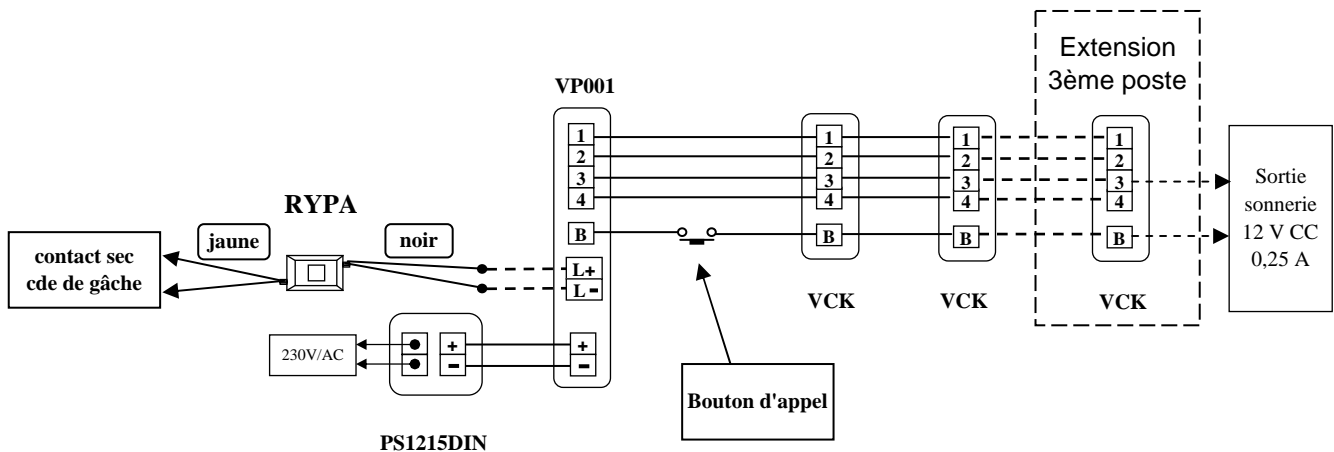 Extension
3ème poste
VP001
1
2
3
4
B
L+
L-
+
-
1
2
3
4
B
VCK
1
2
3
4
B
VCK
1
2
3
4
B
VCK
Sortie
sonnerie
12 V CC
0,25 A
RYPA
jaune
noir
contact sec
cde de gâche
230V/AC
+
-
PS1215DIN
Bouton d'appel